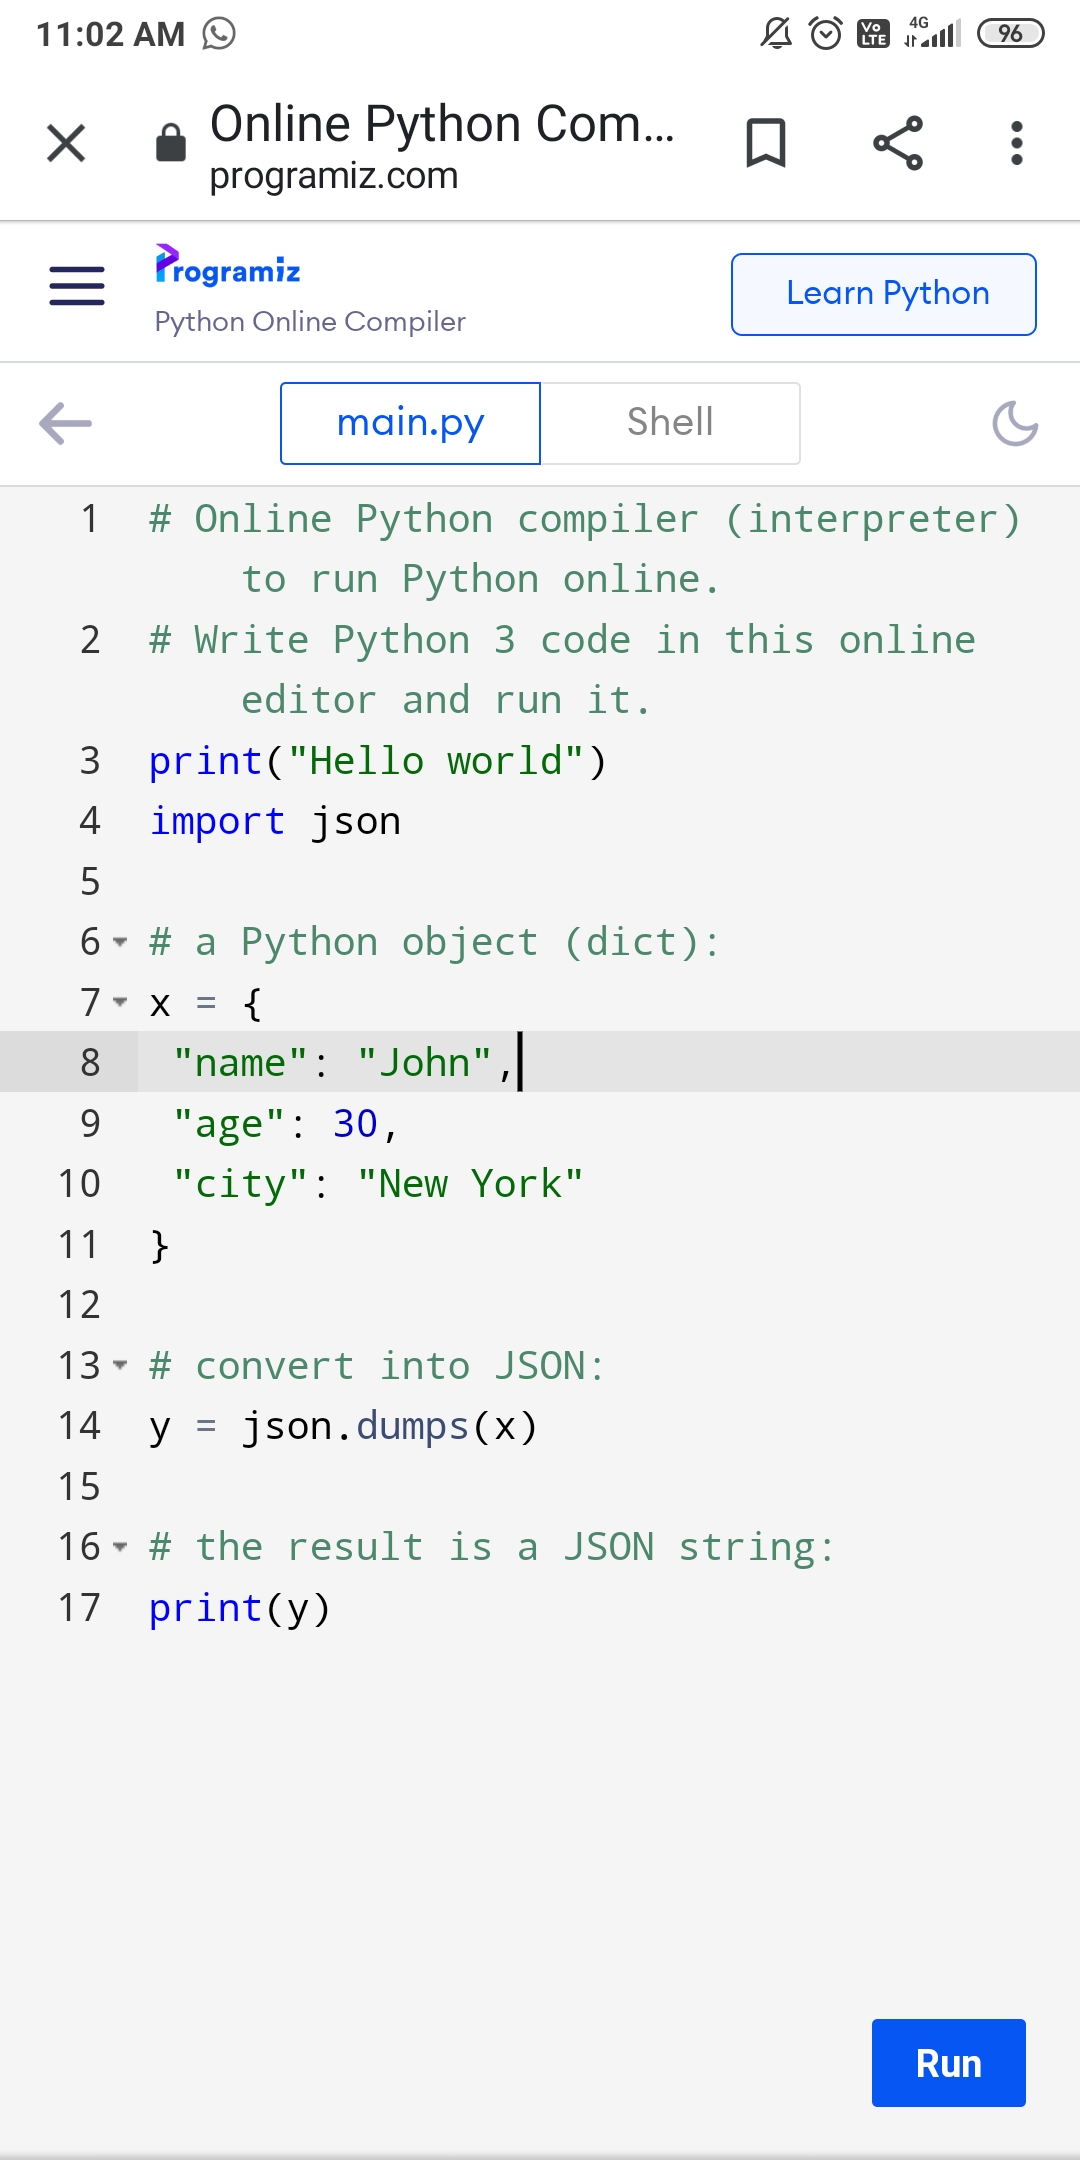 11:02 AM
Vo LTE 4G 96
Online Python Com...
programiz.com
Programiz
Python Online Compiler
Learn Python
main.py
Shell
1 # Online Python compiler (interpreter)
to run Python online.
2 # Write Python 3 code in this online
editor and run it.
3 print("Hello world")
4 import json
5
6 # a Python object (dict):
7 x = {
8 "name": "John",
9 "age": 30,
10 "city": "New York"
11 }
12
13 # convert into JSON:
14 y = json.dumps(x)
15
16 # the result is a JSON string:
17 print(y)
Run